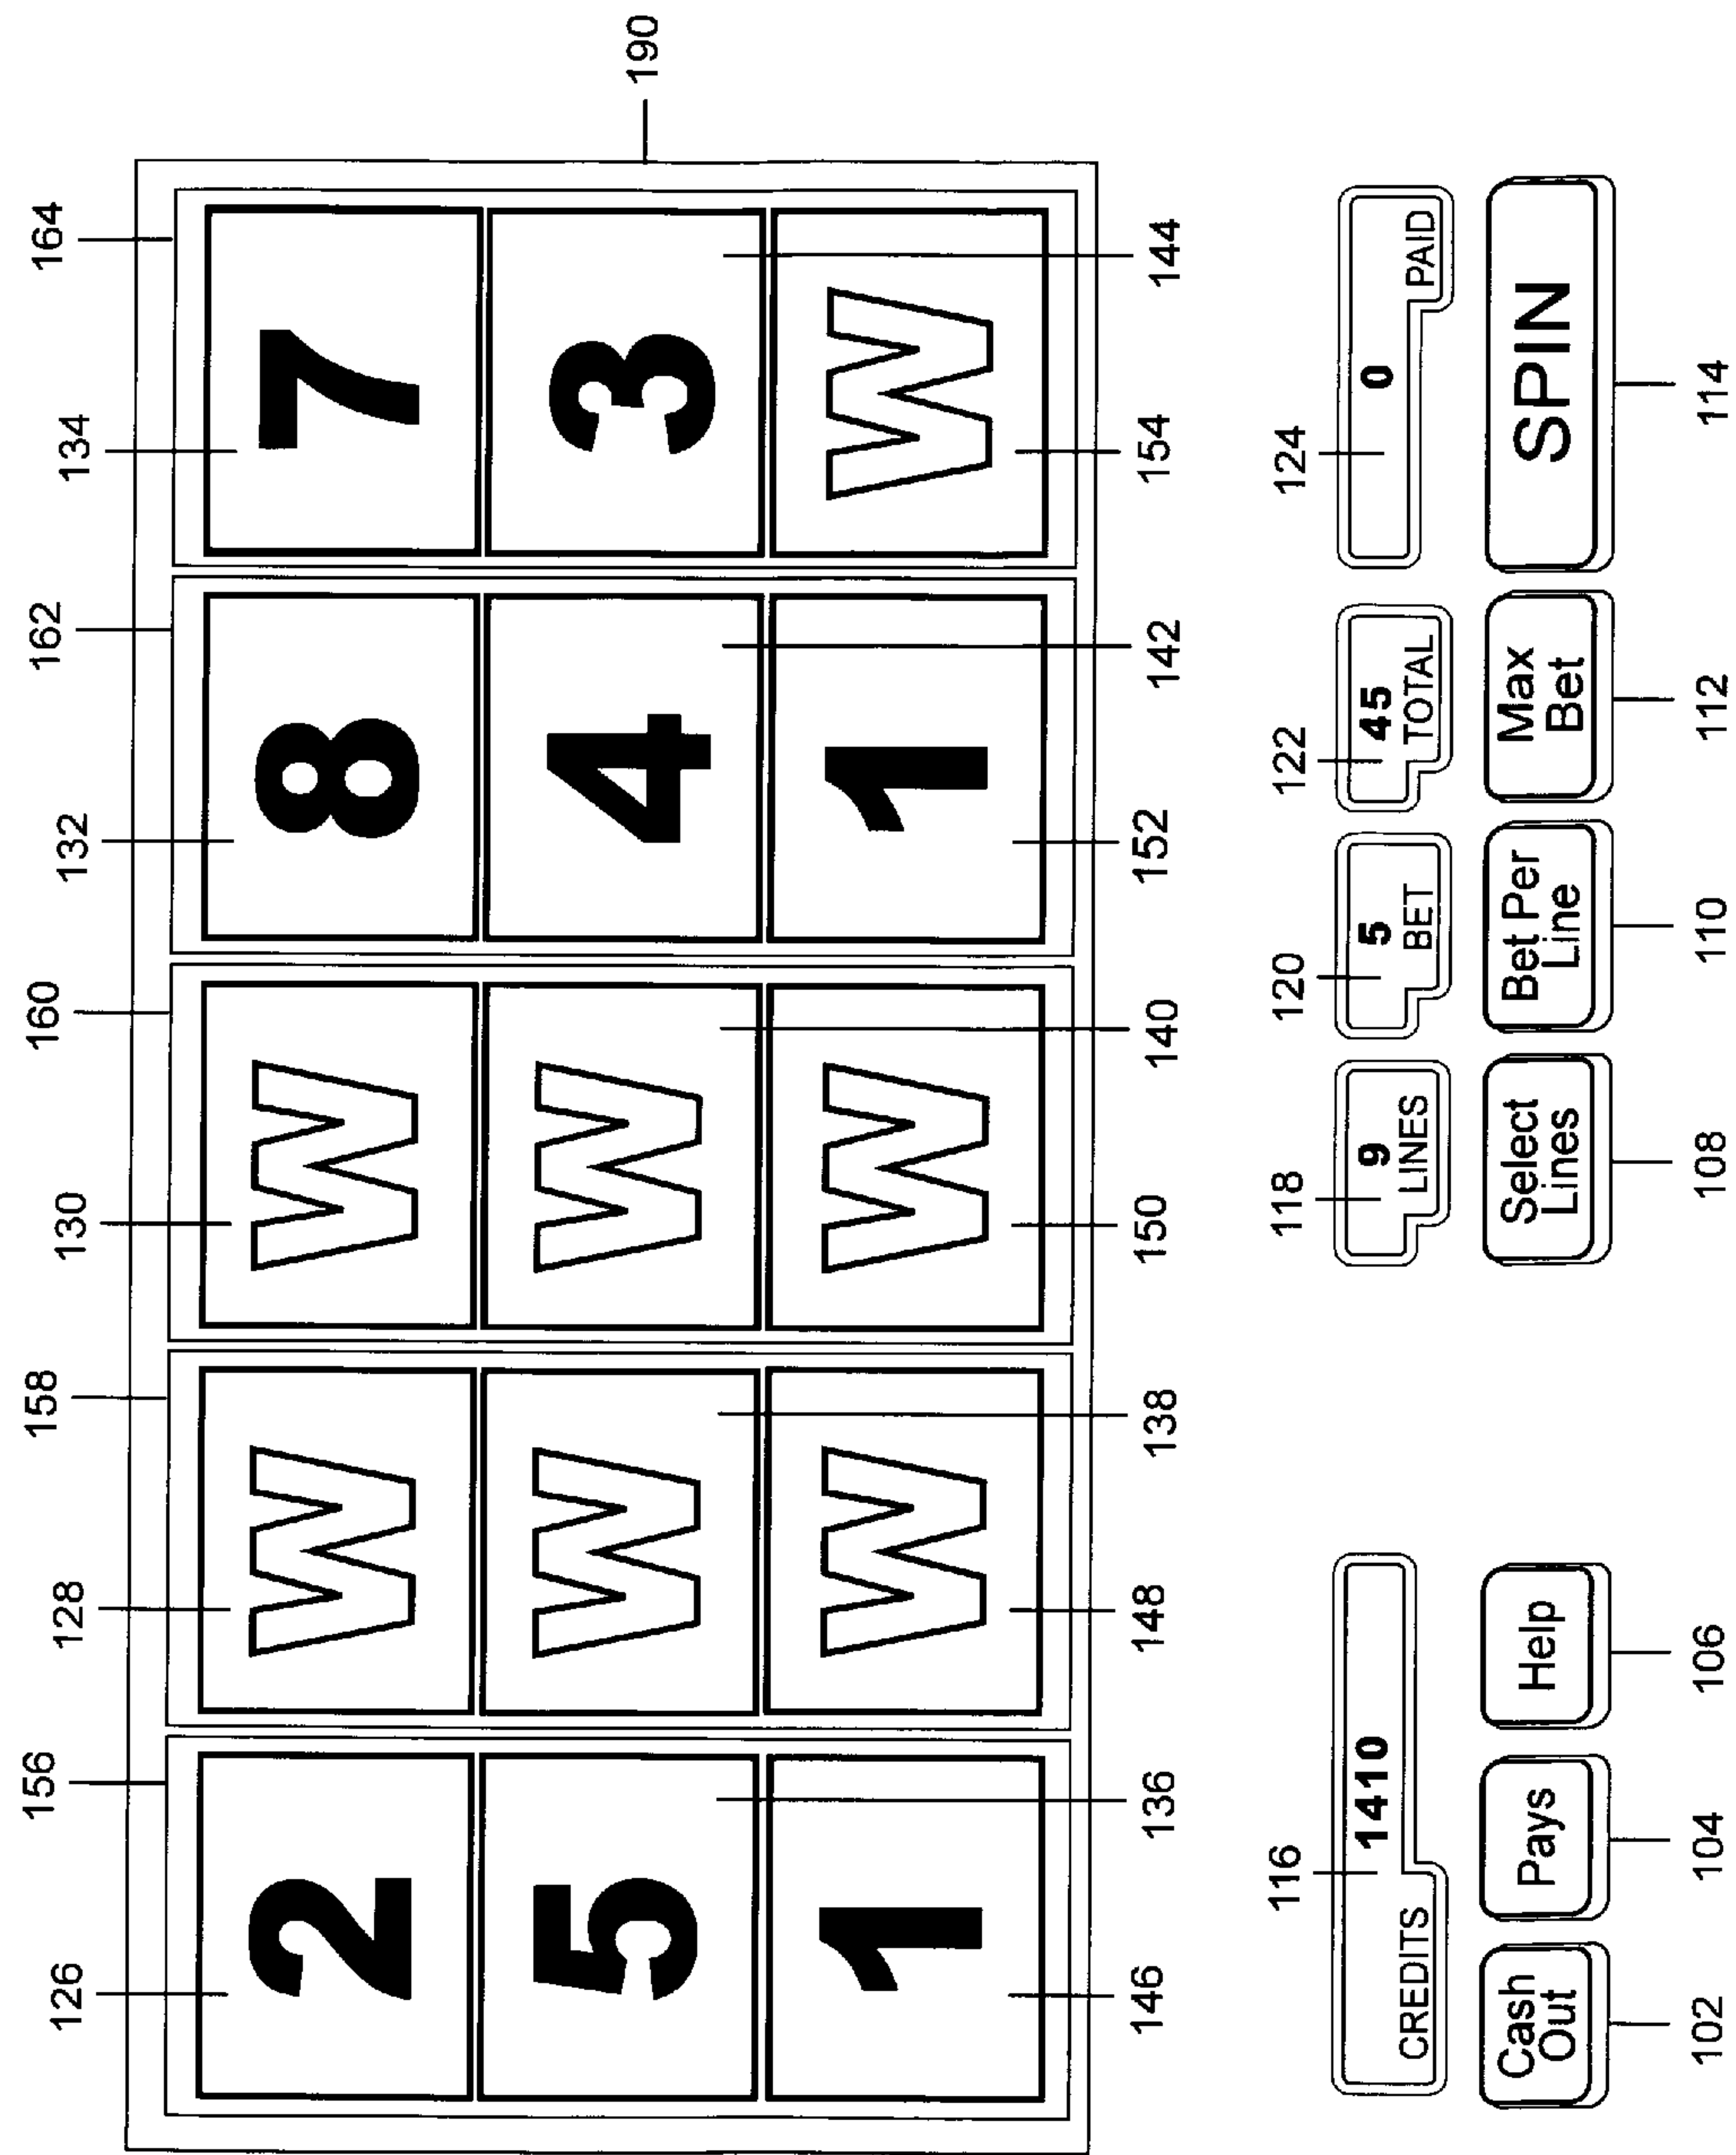 156 158 160 162 164
126 128 130 132 134
190
2 W W 8 7
5 W W 4 3
1 W W 1 W
146 136 148 138 150 140 152 142 154 144
116 118 120 122 124
1410 9 5 45 0
CREDITS LINES BET TOTAL PAID
Cash Out
Pays
Help
Select Lines
Bet Per Line
Max Bet
SPIN
102 104 106 108 110 112 114